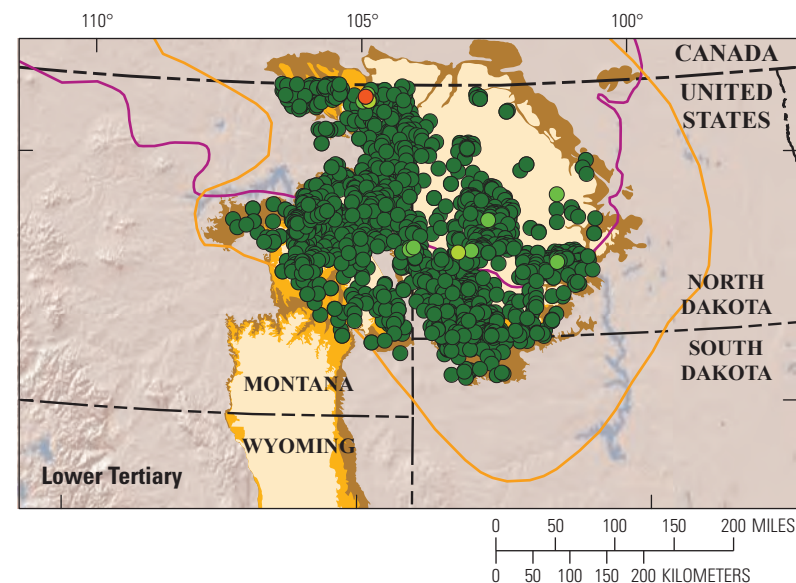 110° 105° 100°
CANADA
UNITED
STATES
NORTH
DAKOTA
SOUTH
DAKOTA
MONTANA
WYOMING
Lower Tertiary
0 50 100 150 200 MILES
0 50 100 150 200 KILOMETERS